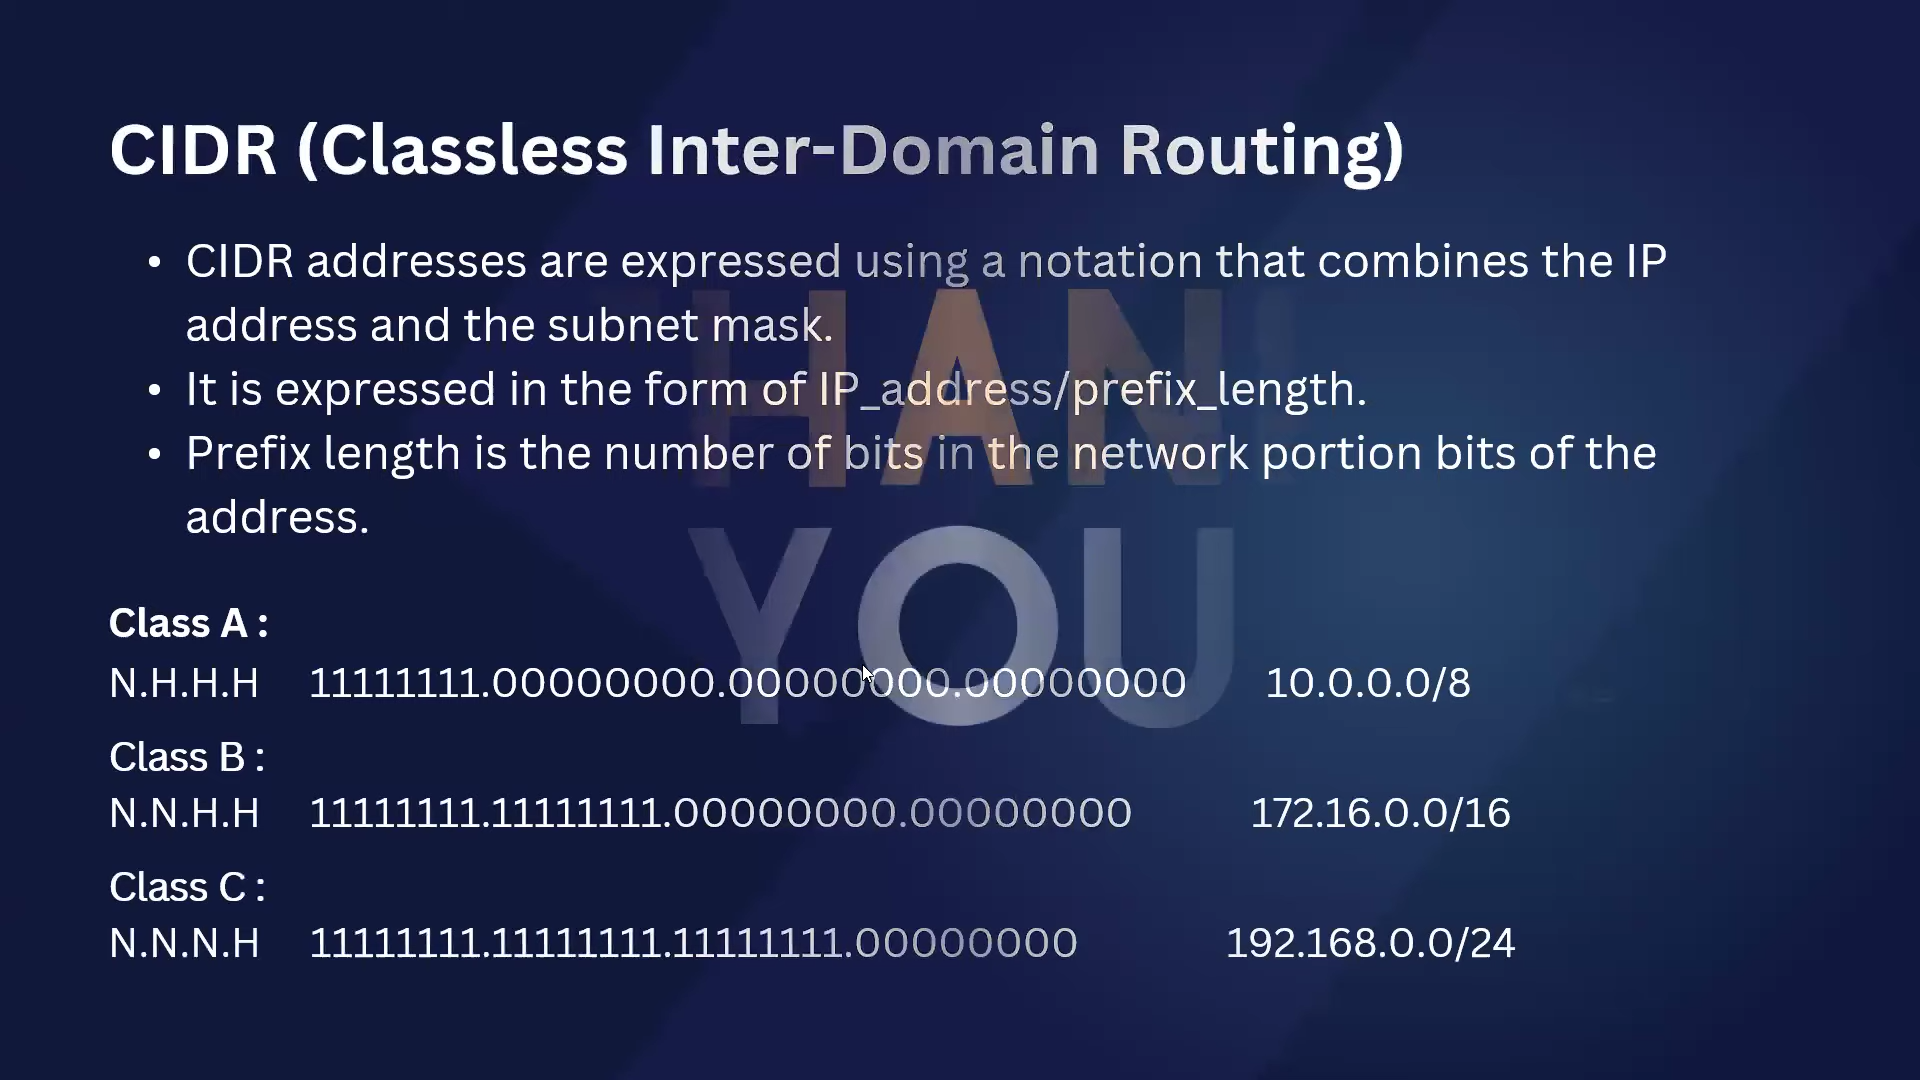 CIDR (Classless Inter-Domain Routing)
• CIDR addresses are expressed using a notation that combines the IP
address and the subnet mask.
• It is expressed in the form of IP_address/prefix_length.
• Prefix length is the number of bits in the network portion bits of the
address.
HAN
YOU
Class A :
N.H.H.H 11111111.00000000.00000000.00000000 10.0.0.0/8
Class B :
N.N.H.H 11111111.11111111.00000000.00000000 172.16.0.0/16
Class C :
N.N.N.H 11111111.11111111.11111111.00000000 192.168.0.0/24